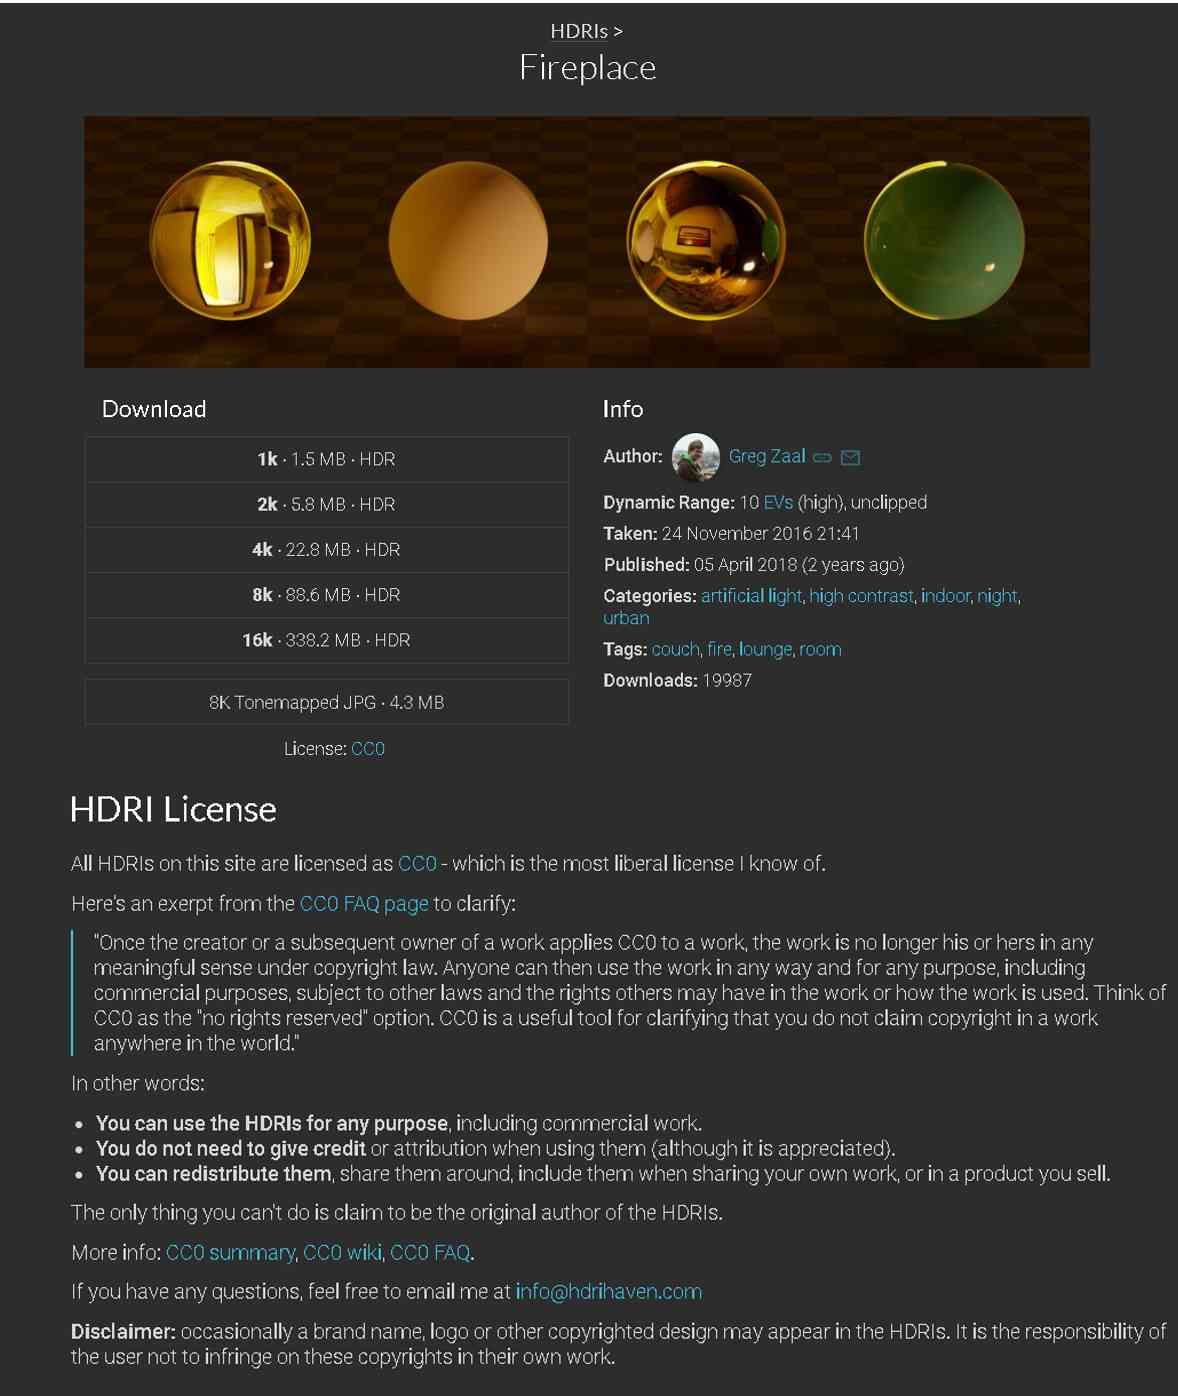 HDRIs >
Fireplace
Download
1k · 1.5 MB · HDR
2k · 5.8 MB · HDR
4k · 22.8 MB · HDR
8k · 88.6 MB · HDR
16k · 338.2 MB · HDR
8K Tonemapped JPG · 4.3 MB
License: CC0
Info
Author: Greg Zaal
Dynamic Range: 10 EVs (high), unclipped
Taken: 24 November 2016 21:41
Published: 05 April 2018 (2 years ago)
Categories: artificial light, high contrast, indoor, night,
urban
Tags: couch, fire, lounge, room
Downloads: 19987
HDRI License
All HDRIs on this site are licensed as CC0 - which is the most liberal license I know of.
Here's an exerpt from the CC0 FAQ page to clarify:
"Once the creator or a subsequent owner of a work applies CC0 to a work, the work is no longer his or hers in any
meaningful sense under copyright law. Anyone can then use the work in any way and for any purpose, including
commercial purposes, subject to other laws and the rights others may have in the work or how the work is used. Think of
CC0 as the "no rights reserved" option. CC0 is a useful tool for clarifying that you do not claim copyright in a work
anywhere in the world."
In other words:
• You can use the HDRIs for any purpose, including commercial work.
• You do not need to give credit or attribution when using them (although it is appreciated).
• You can redistribute them, share them around, include them when sharing your own work, or in a product you sell.
The only thing you can't do is claim to be the original author of the HDRIs.
More info: CC0 summary, CC0 wiki, CC0 FAQ.
If you have any questions, feel free to email me at info@hdrihaven.com
Disclaimer: occasionally a brand name, logo or other copyrighted design may appear in the HDRIs. It is the responsibility of
the user not to infringe on these copyrights in their own work.